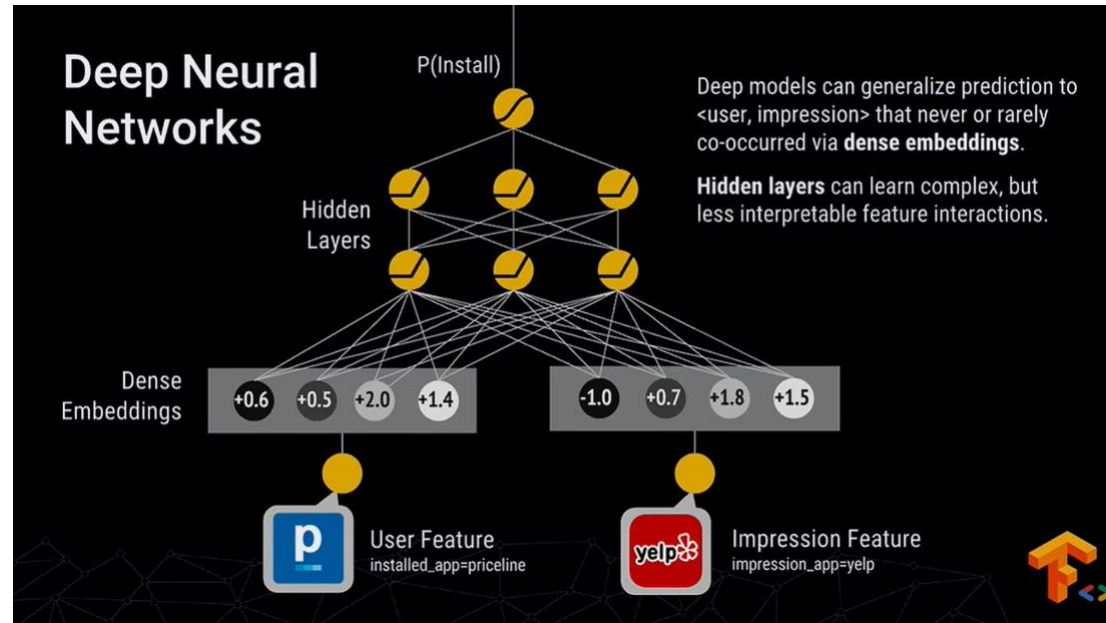 Deep Neural
Networks
P(Install)
Deep models can generalize prediction to
<user, impression> that never or rarely
co-occurred via dense embeddings.
Hidden layers can learn complex, but
less interpretable feature interactions.
Hidden
Layers
Dense
Embeddings
+0.6 +0.5 +2.0 +1.4
-1.0 +0.7 +1.8 +1.5
p
User Feature
installed_app=priceline
yelp
Impression Feature
impression_app=yelp